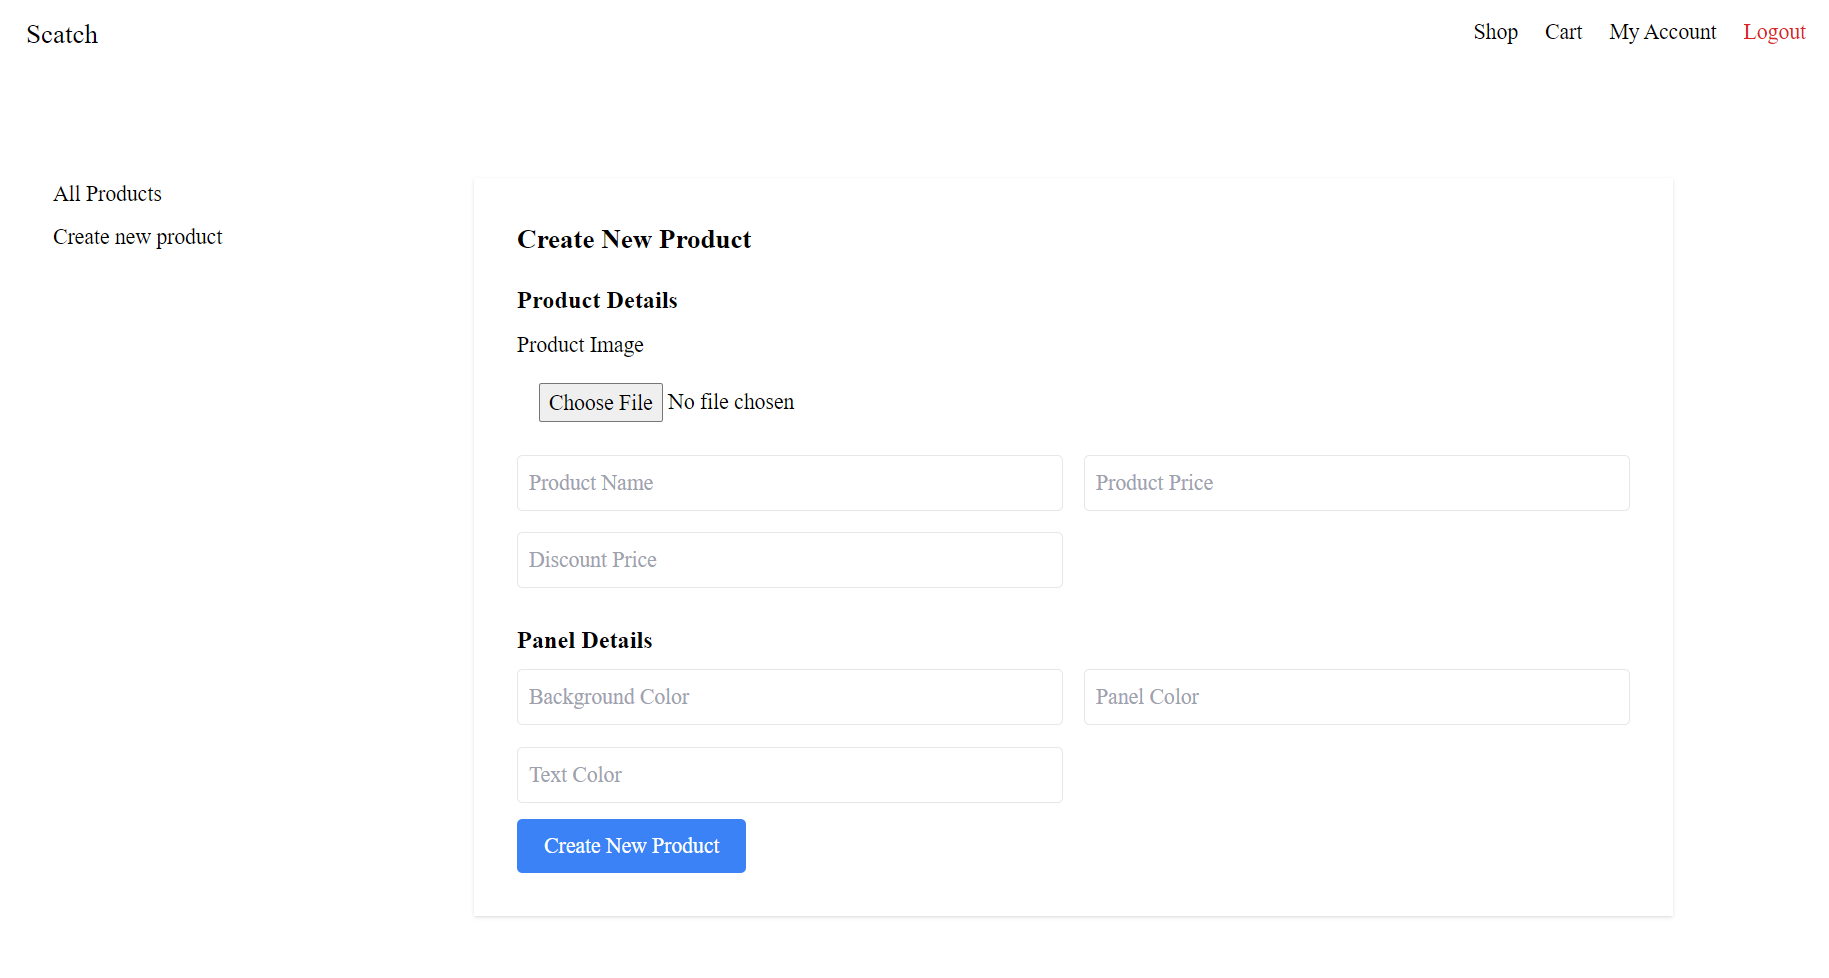 Scatch
Shop Cart My Account Logout
All Products
Create new product
Create New Product
Product Details
Product Image
Choose File No file chosen
Product Name
Product Price
Discount Price
Panel Details
Background Color
Panel Color
Text Color
Create New Product